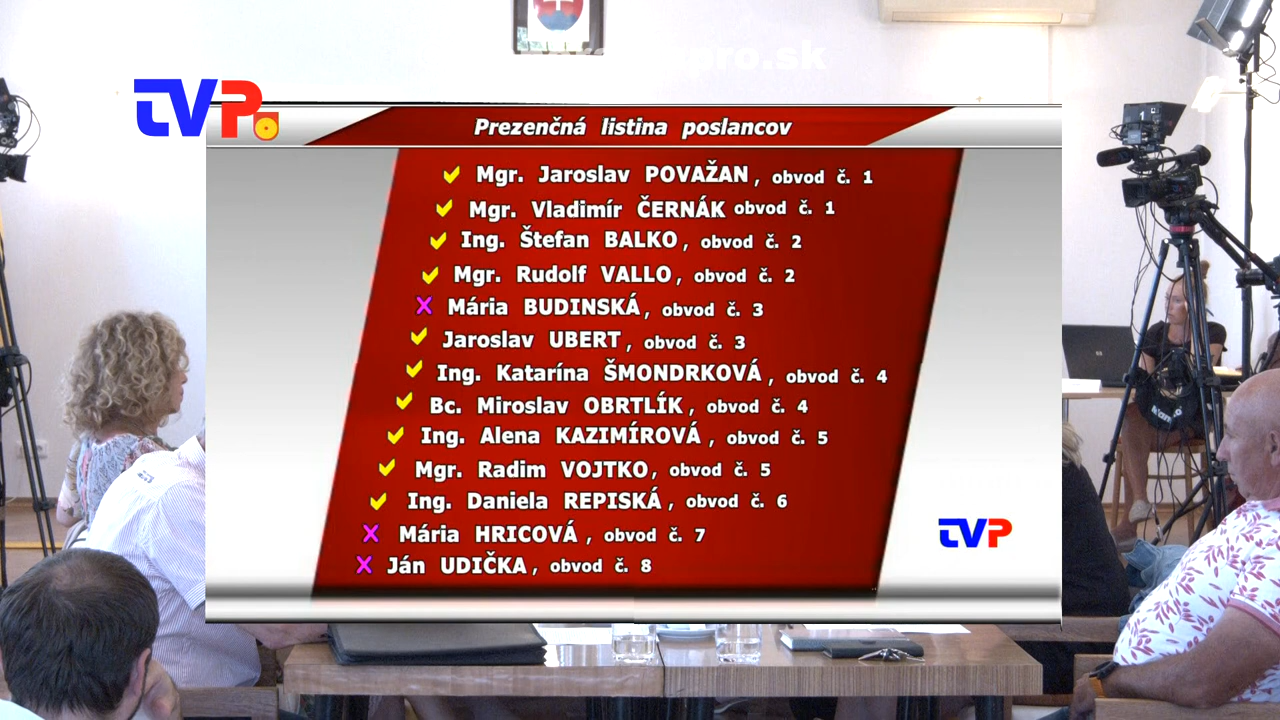 pro.sk
TVP
Prezenčná listina poslancov
Mgr. Jaroslav POVAŽAN, obvod č. 1
Mgr. Vladimír ČERNÁK obvod č. 1
Ing. Štefan BALKO, obvod č. 2
Mgr. Rudolf VALLO, obvod č. 2
Mária BUDINSKÁ, obvod č. 3
Jaroslav UBERT, obvod č. 3
Ing. Katarína ŠMONDRKOVÁ, obvod č. 4
Bc. Miroslav OBRTLÍK, obvod č. 4
Ing. Alena KAZIMÍROVÁ, obvod č. 5
Mgr. Radim VOJTKO, obvod č. 5
Ing. Daniela REPISKÁ, obvod č. 6
Mária HRICOVÁ, obvod č. 7
Ján UDIČKA, obvod č. 8
TVP
1